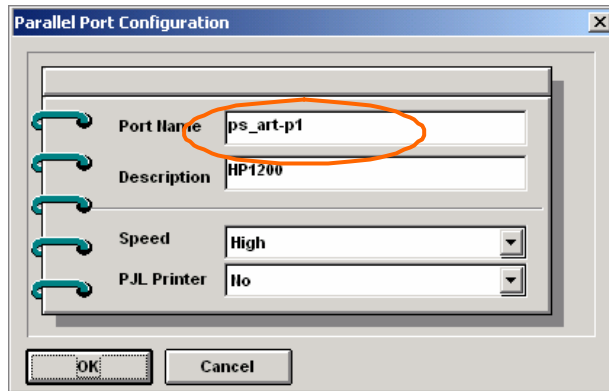 Parallel Port Configuration
Port Name ps_art-p1
Description HP1200
Speed High
PJL Printer No
OK Cancel